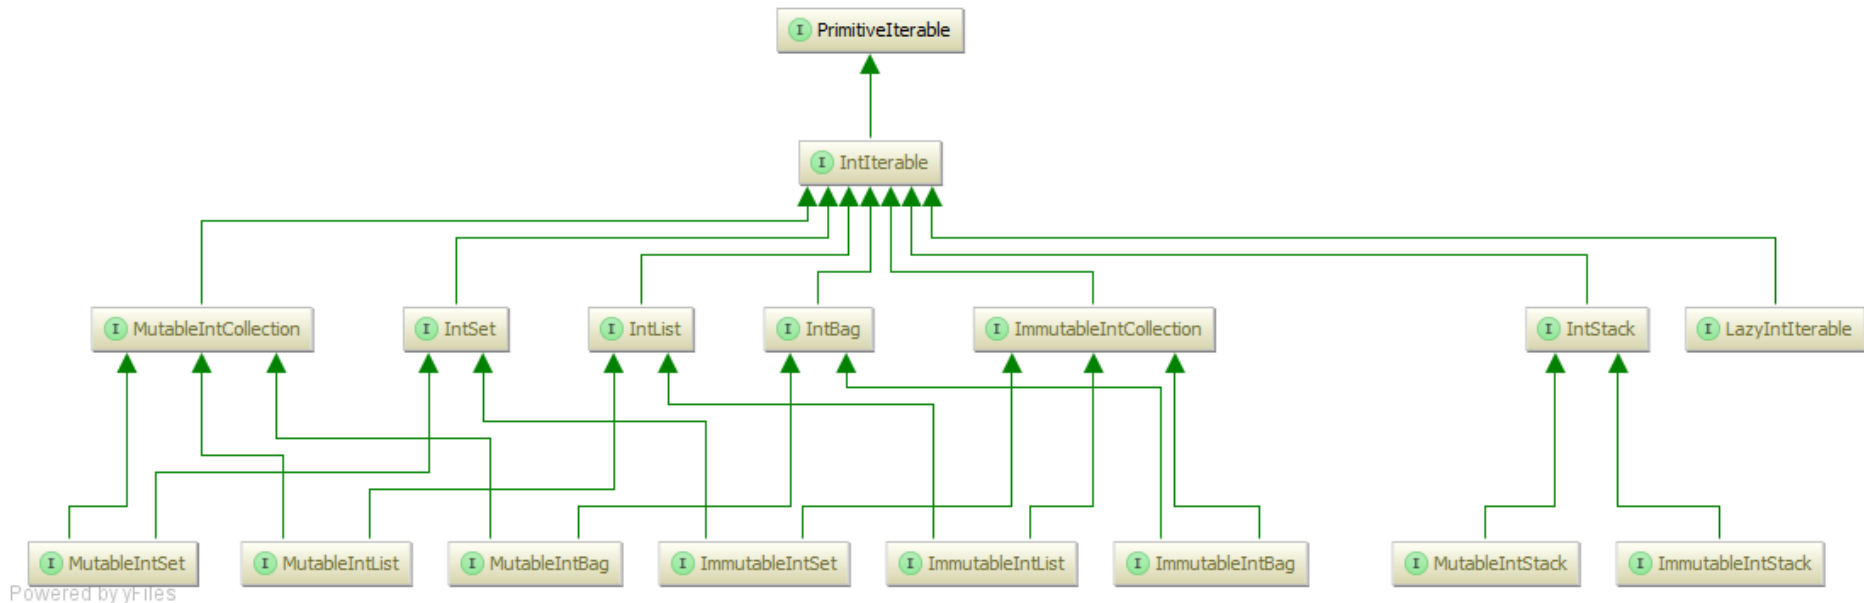 I PrimitiveIterable
I IntIterable
I MutableIntCollection
I IntSet
I IntList
I IntBag
I ImmutableIntCollection
I IntStack
I LazyIntIterable
I MutableIntSet
I MutableIntList
I MutableIntBag
I ImmutableIntSet
I ImmutableIntList
I ImmutableIntBag
I MutableIntStack
I ImmutableIntStack
Powered by yFiles